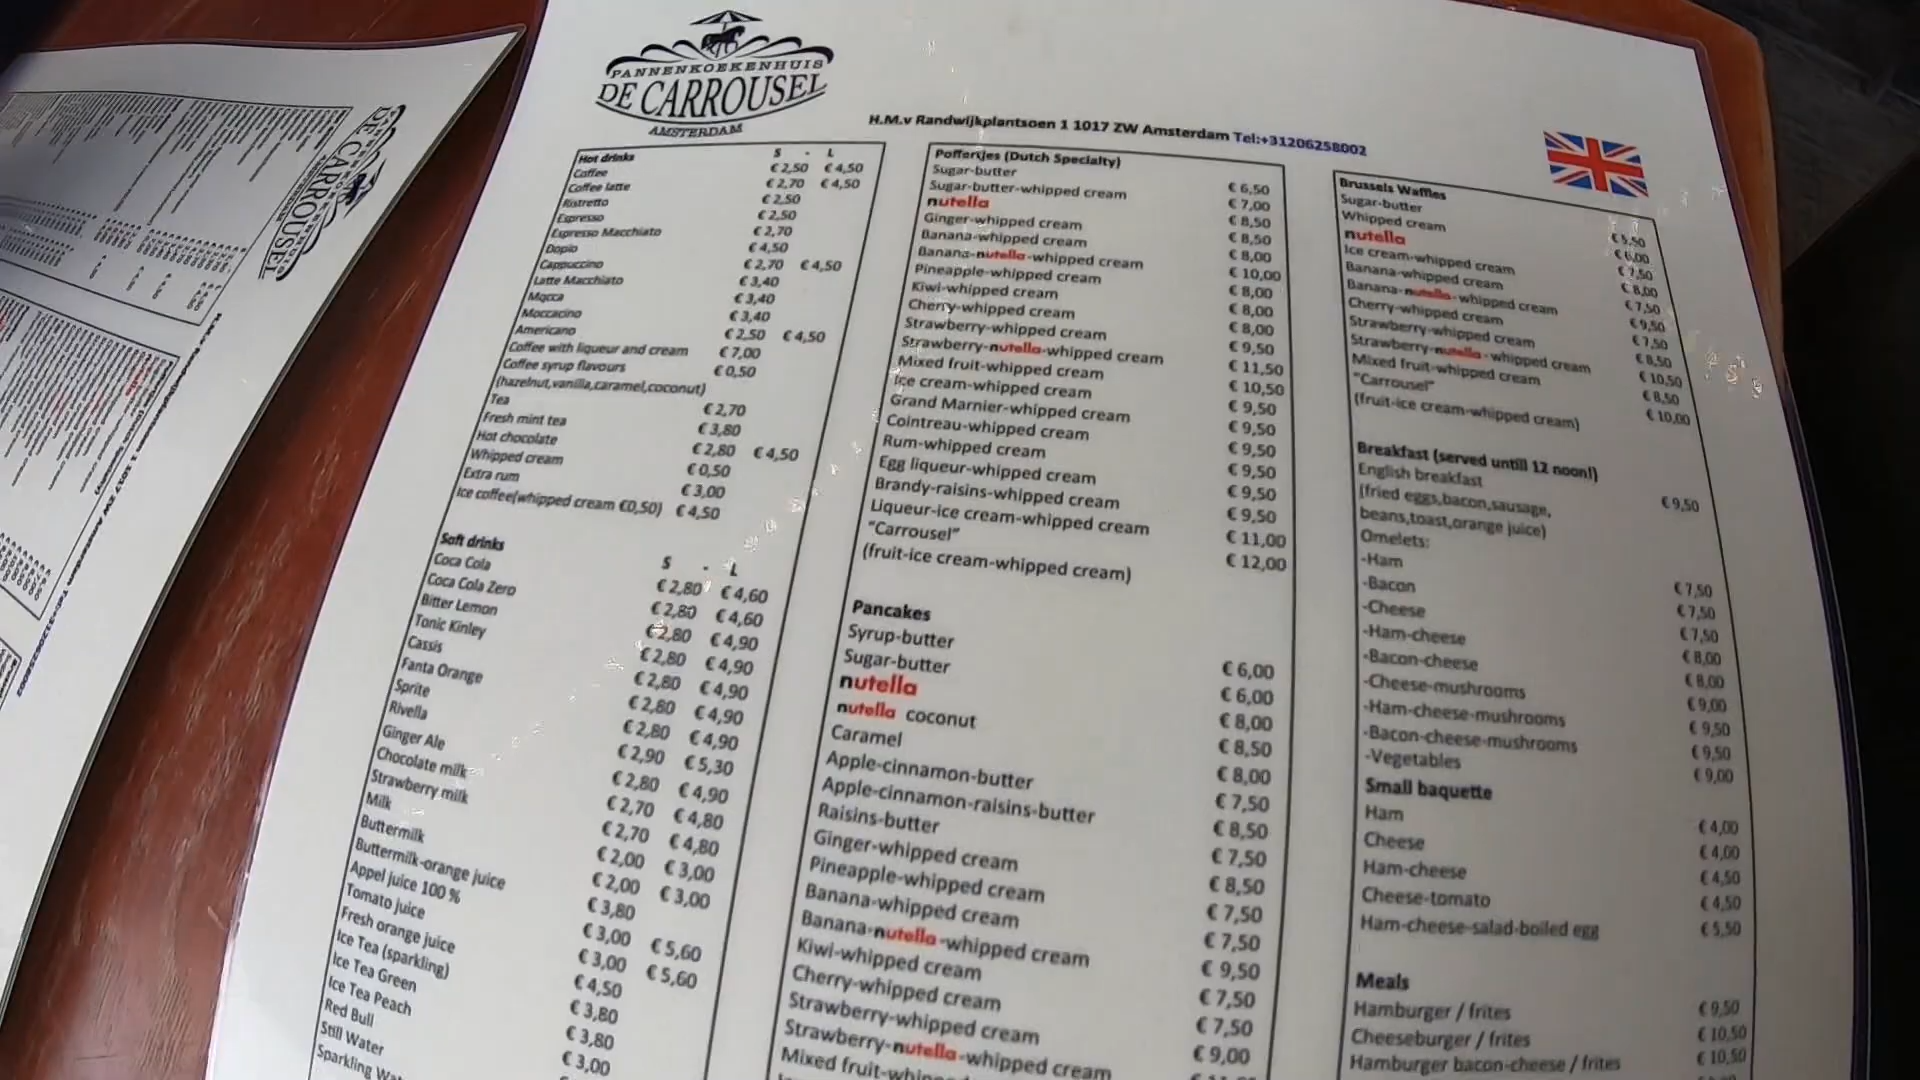 PANNENKOEKENHUIS
DE CARROUSEL
AMSTERDAM
H.M.v Randwijkplantsoen 1 1017 ZW Amsterdam Tel:+31206258002
Hot drinks S - L
Coffee € 2,50 € 4,50
Coffee latte € 2,70 € 4,50
Ristretto € 2,50
Espresso € 2,50
Espresso Macchiato € 2,70
Dopio € 4,50
Cappuccino € 2,70 € 4,50
Latte Macchiato € 3,40
Mocca € 3,40
Moccacino € 3,40
Americano € 2,50 € 4,50
Coffee with liqueur and cream € 7,00
Coffee syrup flavours € 0,50
(hazelnut,vanilla,caramel,coconut)
Tea € 2,70
Fresh mint tea € 3,80
Hot chocolate € 2,80 € 4,50
Whipped cream € 0,50
Extra rum € 3,00
Ice coffee(whipped cream €0,50) € 4,50
Soft drinks S - L
Coca Cola € 2,80 € 4,60
Coca Cola Zero € 2,80 € 4,60
Bitter Lemon € 2,80 € 4,90
Tonic Kinley € 2,80 € 4,90
Cassis € 2,80 € 4,90
Fanta Orange € 2,80 € 4,90
Sprite € 2,80 € 4,90
Rivella € 2,90 € 5,30
Ginger Ale € 2,80 € 4,90
Chocolate milk € 2,70 € 4,80
Strawberry milk € 2,70 € 4,80
Milk € 2,00 € 3,00
Buttermilk € 2,00 € 3,00
Buttermilk-orange juice € 3,80
Appel juice 100 % € 3,00 € 5,60
Tomato juice € 3,00 € 5,60
Fresh orange juice € 4,50
Ice Tea (sparkling) € 3,80
Ice Tea Green € 3,80
Ice Tea Peach € 3,00
Red Bull
Still Water
Sparkling
Poffertjes (Dutch Specialty)
Sugar-butter € 6,50
Sugar-butter-whipped cream € 7,00
nutella € 8,50
Ginger-whipped cream € 8,50
Banana-whipped cream € 8,00
Banana-nutella-whipped cream € 10,00
Pineapple-whipped cream € 8,00
Kiwi-whipped cream € 8,00
Cherry-whipped cream € 8,00
Strawberry-whipped cream € 9,50
Strawberry-nutella-whipped cream € 11,50
Mixed fruit-whipped cream € 10,50
Ice cream-whipped cream € 9,50
Grand Marnier-whipped cream € 9,50
Cointreau-whipped cream € 9,50
Rum-whipped cream € 9,50
Egg liqueur-whipped cream € 9,50
Brandy-raisins-whipped cream € 9,50
Liqueur-ice cream-whipped cream € 11,00
"Carrousel" € 12,00
(fruit-ice cream-whipped cream)
Pancakes
Syrup-butter € 6,00
Sugar-butter € 6,00
nutella € 8,00
nutella coconut € 8,50
Caramel € 8,00
Apple-cinnamon-butter € 7,50
Apple-cinnamon-raisins-butter € 8,50
Raisins-butter € 7,50
Ginger-whipped cream € 8,50
Pineapple-whipped cream € 7,50
Banana-whipped cream € 7,50
Banana-nutella-whipped cream € 9,50
Kiwi-whipped cream € 7,50
Cherry-whipped cream € 7,50
Strawberry-whipped cream € 9,00
Strawberry-nutella-whipped cream
Mixed fruit-whipped cream
Brussels Waffles
Sugar-butter € 5,50
Whipped cream € 6,00
nutella € 7,50
Ice cream-whipped cream € 8,00
Banana-whipped cream € 7,50
Banana-nutella-whipped cream € 9,50
Cherry-whipped cream € 7,50
Strawberry-whipped cream € 8,50
Strawberry-nutella-whipped cream € 10,50
Mixed fruit-whipped cream € 8,50
"Carrousel" € 10,00
(fruit-ice cream-whipped cream)
Breakfast (served untill 12 noon!)
English breakfast € 9,50
(fried eggs,bacon,sausage,
beans,toast,orange juice)
Omelets:
-Ham € 7,50
-Bacon € 7,50
-Cheese € 7,50
-Ham-cheese € 8,00
-Bacon-cheese € 8,00
-Cheese-mushrooms € 9,00
-Ham-cheese-mushrooms € 9,50
-Bacon-cheese-mushrooms € 9,50
-Vegetables € 9,00
Small baquette
Ham € 4,00
Cheese € 4,00
Ham-cheese € 4,50
Cheese-tomato € 4,50
Ham-cheese-salad-boiled egg € 5,50
Meals
Hamburger / frites € 9,50
Cheeseburger / frites € 10,50
Hamburger bacon-cheese / frites € 10,50